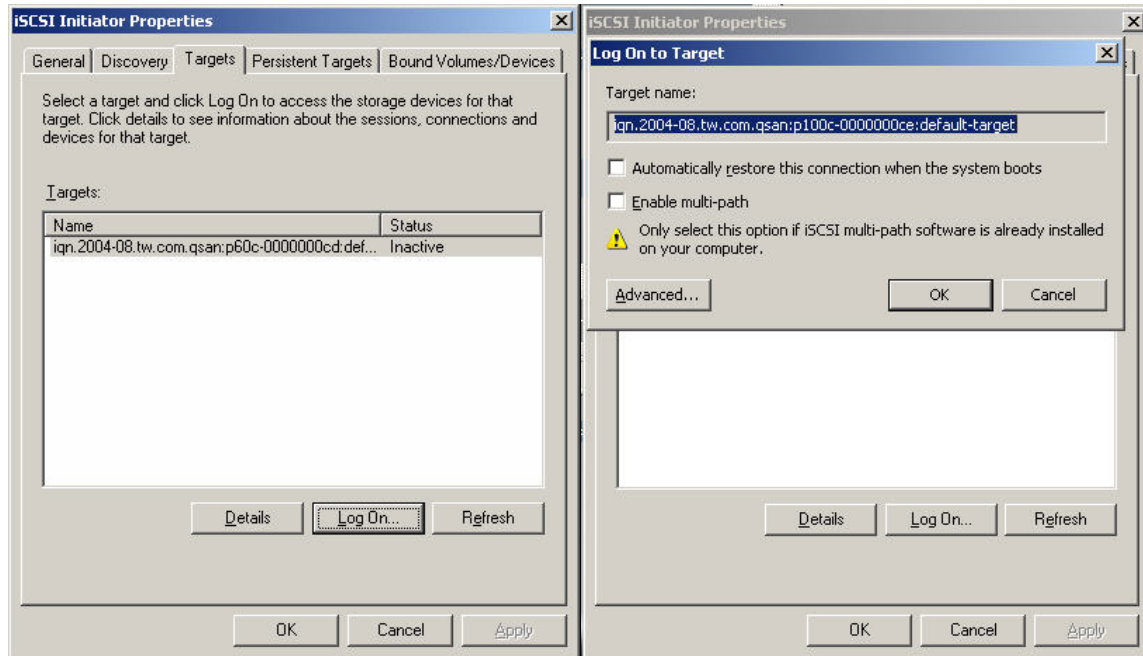 iSCSI Initiator Properties
General
Discovery
Targets
Persistent Targets
Bound Volumes/Devices
Select a target and click Log On to access the storage devices for that
target. Click details to see information about the sessions, connections and
devices for that target.
Targets:
Name
Status
iqn.2004-08.tw.com.qsan:p60c-0000000cd:def...
Inactive
Details
Log On...
Refresh
OK
Cancel
Apply
iSCSI Initiator Properties
Log On to Target
Target name:
iqn.2004-08.tw.com.qsan:p100c-0000000ce:default-target
Automatically restore this connection when the system boots
Enable multi-path
Only select this option if iSCSI multi-path software is already installed
on your computer.
Advanced...
OK
Cancel
Details
Log On...
Refresh
OK
Cancel
Apply